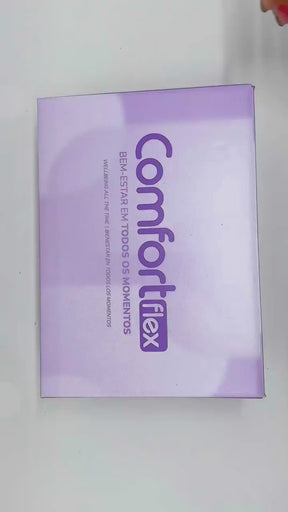 Comfortflex
BEM-ESTAR EM TODOS OS MOMENTOS
WELLBEING ALL THE TIME | BIENESTAR EN TODOS LOS MOMENTOS